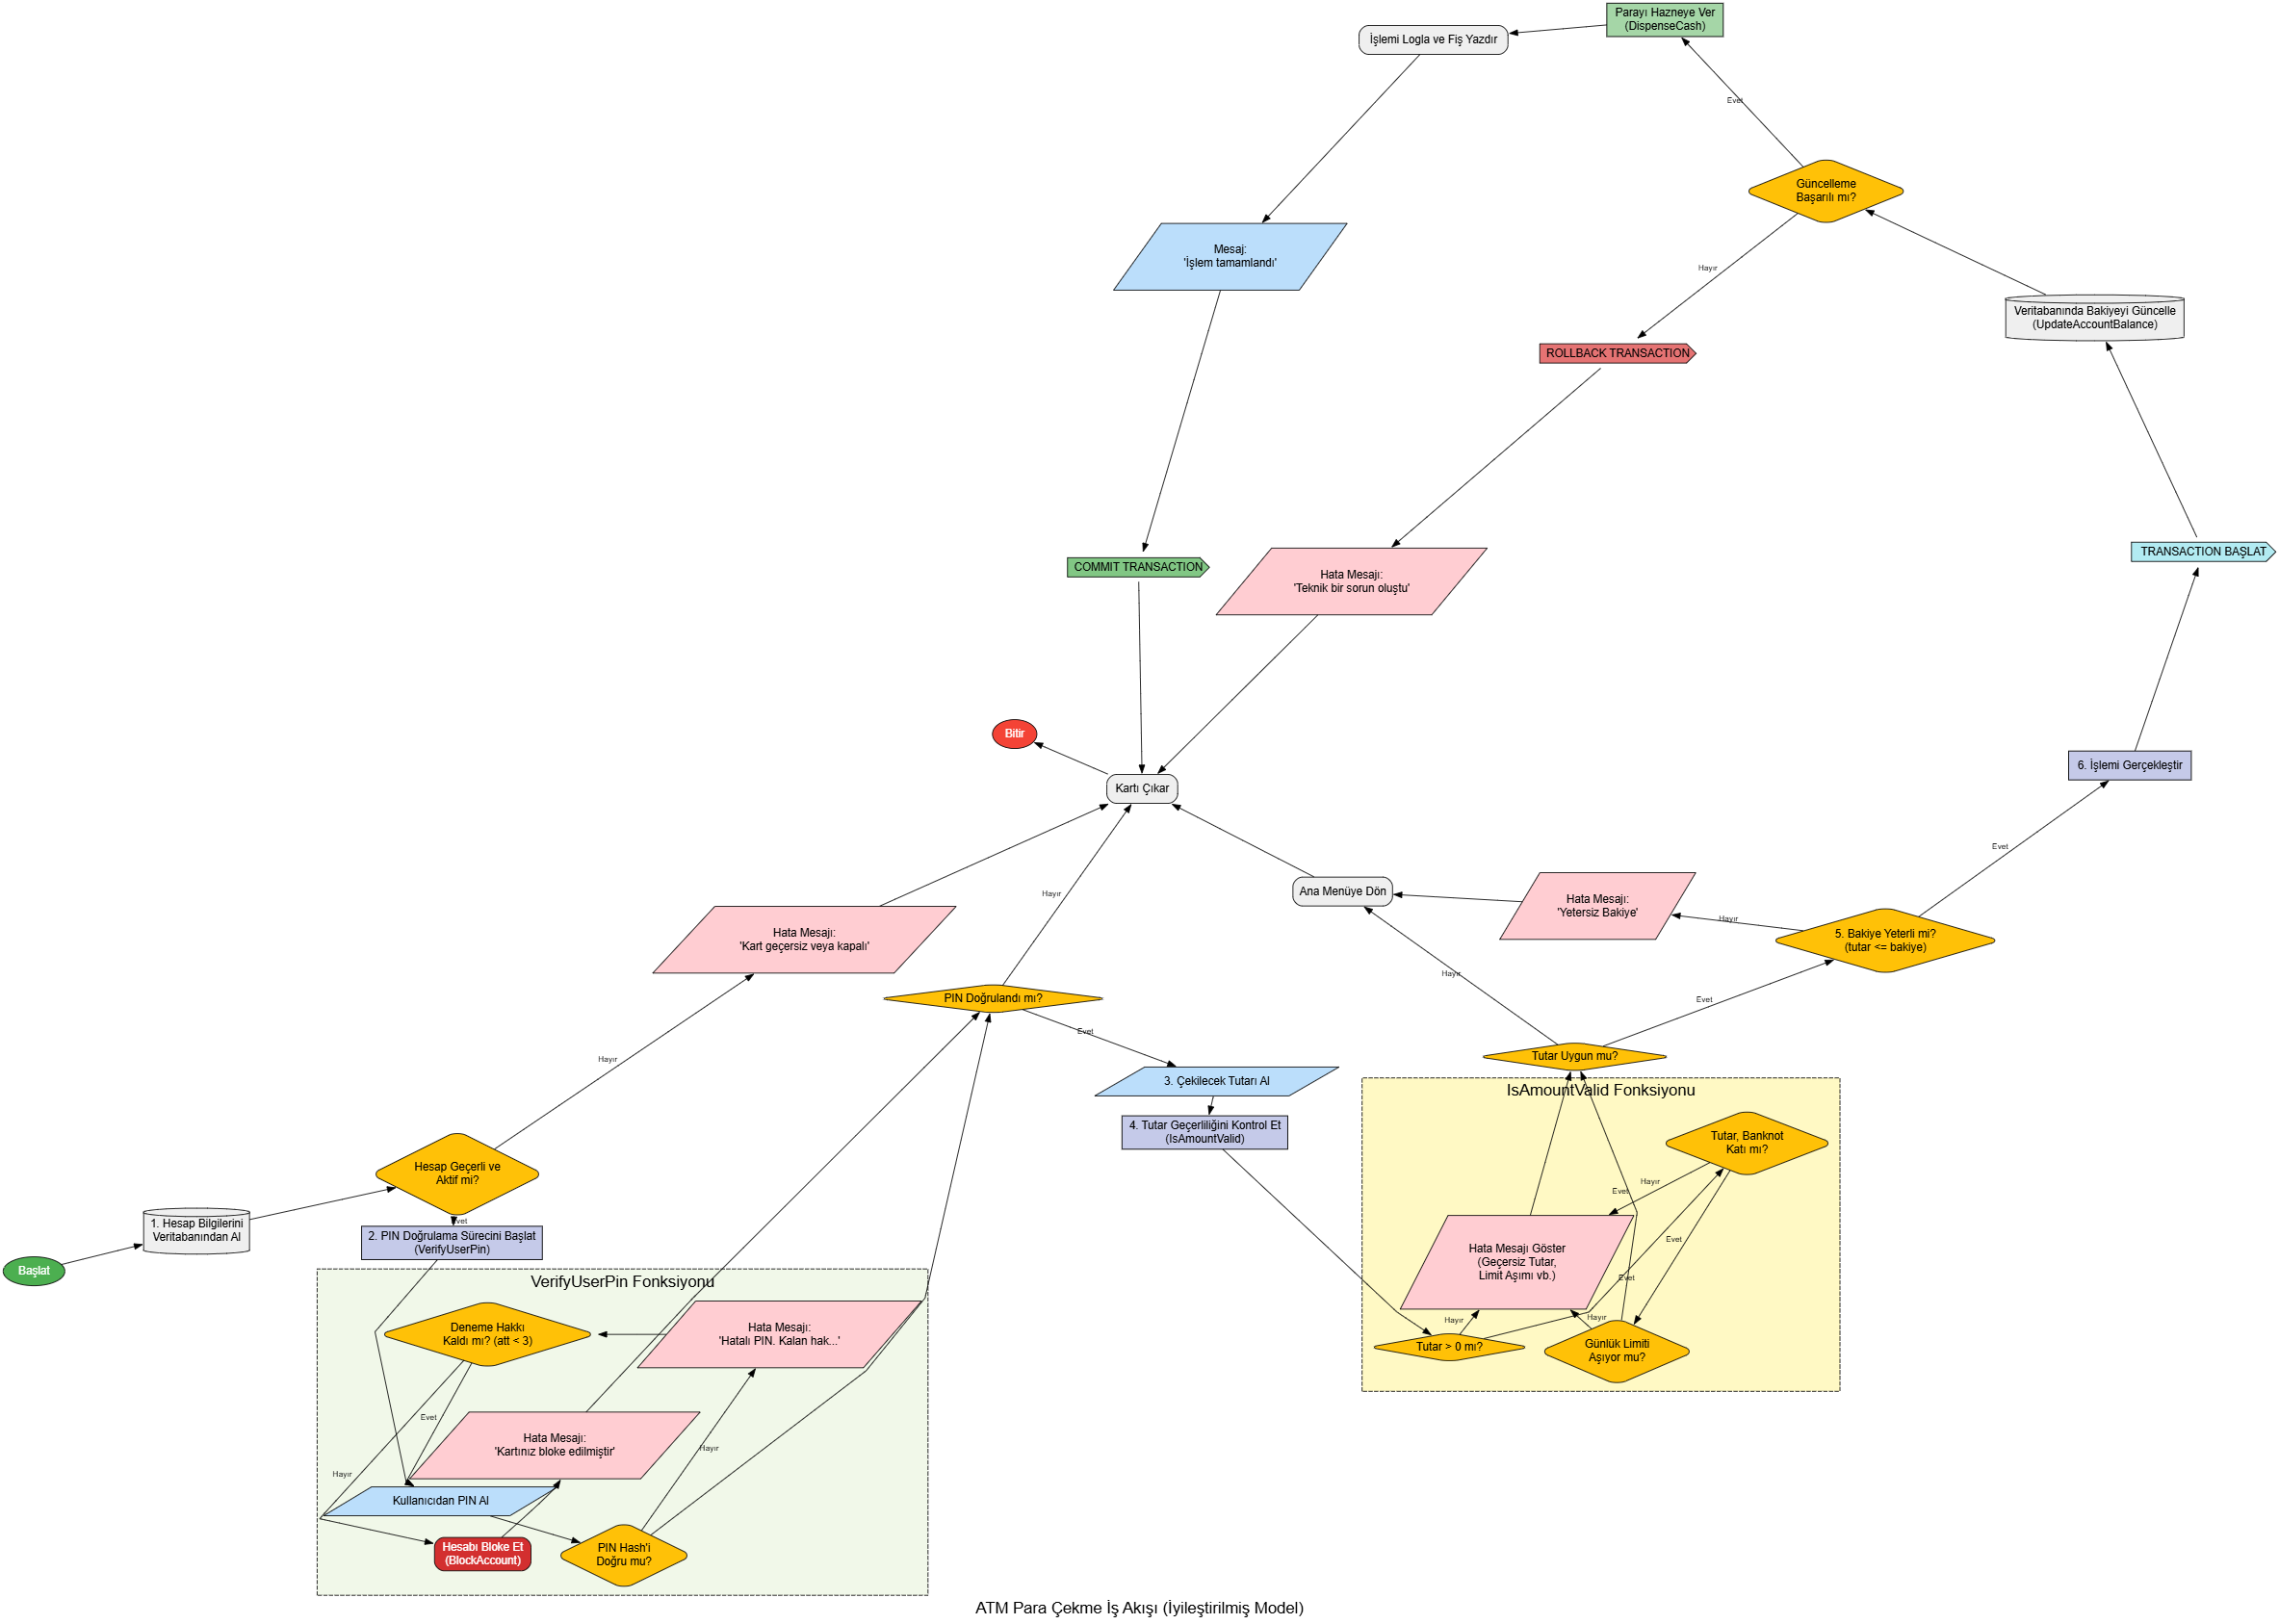 Parayı Hazneye Ver
(DispenseCash)
İşlemi Logla ve Fiş Yazdır
Evet
Güncelleme
Başarılı mı?
Mesaj:
'İşlem tamamlandı'
Hayır
Veritabanında Bakiyeyi Güncelle
(UpdateAccountBalance)
ROLLBACK TRANSACTION
TRANSACTION BAŞLAT
COMMIT TRANSACTION
Hata Mesajı:
'Teknik bir sorun oluştu'
Bitir
6. İşlemi Gerçekleştir
Kartı Çıkar
Evet
Hayır
Ana Menüye Dön
Hata Mesajı:
'Yetersiz Bakiye'
Hayır
5. Bakiye Yeterli mi?
(tutar <= bakiye)
Hata Mesajı:
'Kart geçersiz veya kapalı'
Hayır
PIN Doğrulandı mı?
Evet
Evet
Hayır
Tutar Uygun mu?
3. Çekilecek Tutarı Al
4. Tutar Geçerliliğini Kontrol Et
(IsAmountValid)
IsAmountValid Fonksiyonu
Tutar, Banknot
Katı mı?
Hayır
Evet
Evet
Hata Mesajı Göster
(Geçersiz Tutar,
Limit Aşımı vb.)
Evet
Hayır
Hayır
Tutar > 0 mı?
Günlük Limiti
Aşıyor mu?
Hesap Geçerli ve
Aktif mi?
Evet
1. Hesap Bilgilerini
Veritabanından Al
2. PIN Doğrulama Sürecini Başlat
(VerifyUserPin)
Başlat
VerifyUserPin Fonksiyonu
Deneme Hakkı
Kaldı mı? (att < 3)
Hata Mesajı:
'Hatalı PIN. Kalan hak...'
Evet
Hata Mesajı:
'Kartınız bloke edilmiştir'
Hayır
Hayır
Kullanıcıdan PIN Al
Hesabı Bloke Et
(BlockAccount)
PIN Hash'i
Doğru mu?
ATM Para Çekme İş Akışı (İyileştirilmiş Model)